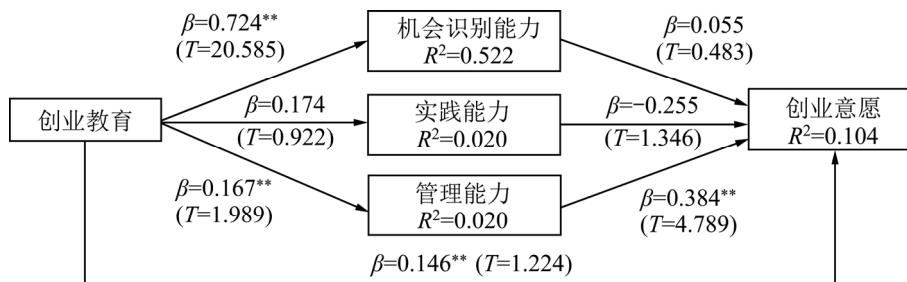 β=0.724**
(T=20.585)
机会识别能力
R²=0.522
β=0.055
(T=0.483)
创业教育
β=0.174
(T=0.922)
实践能力
R²=0.020
β=−0.255
(T=1.346)
创业意愿
R²=0.104
β=0.167**
(T=1.989)
管理能力
R²=0.020
β=0.384**
(T=4.789)
β=0.146** (T=1.224)